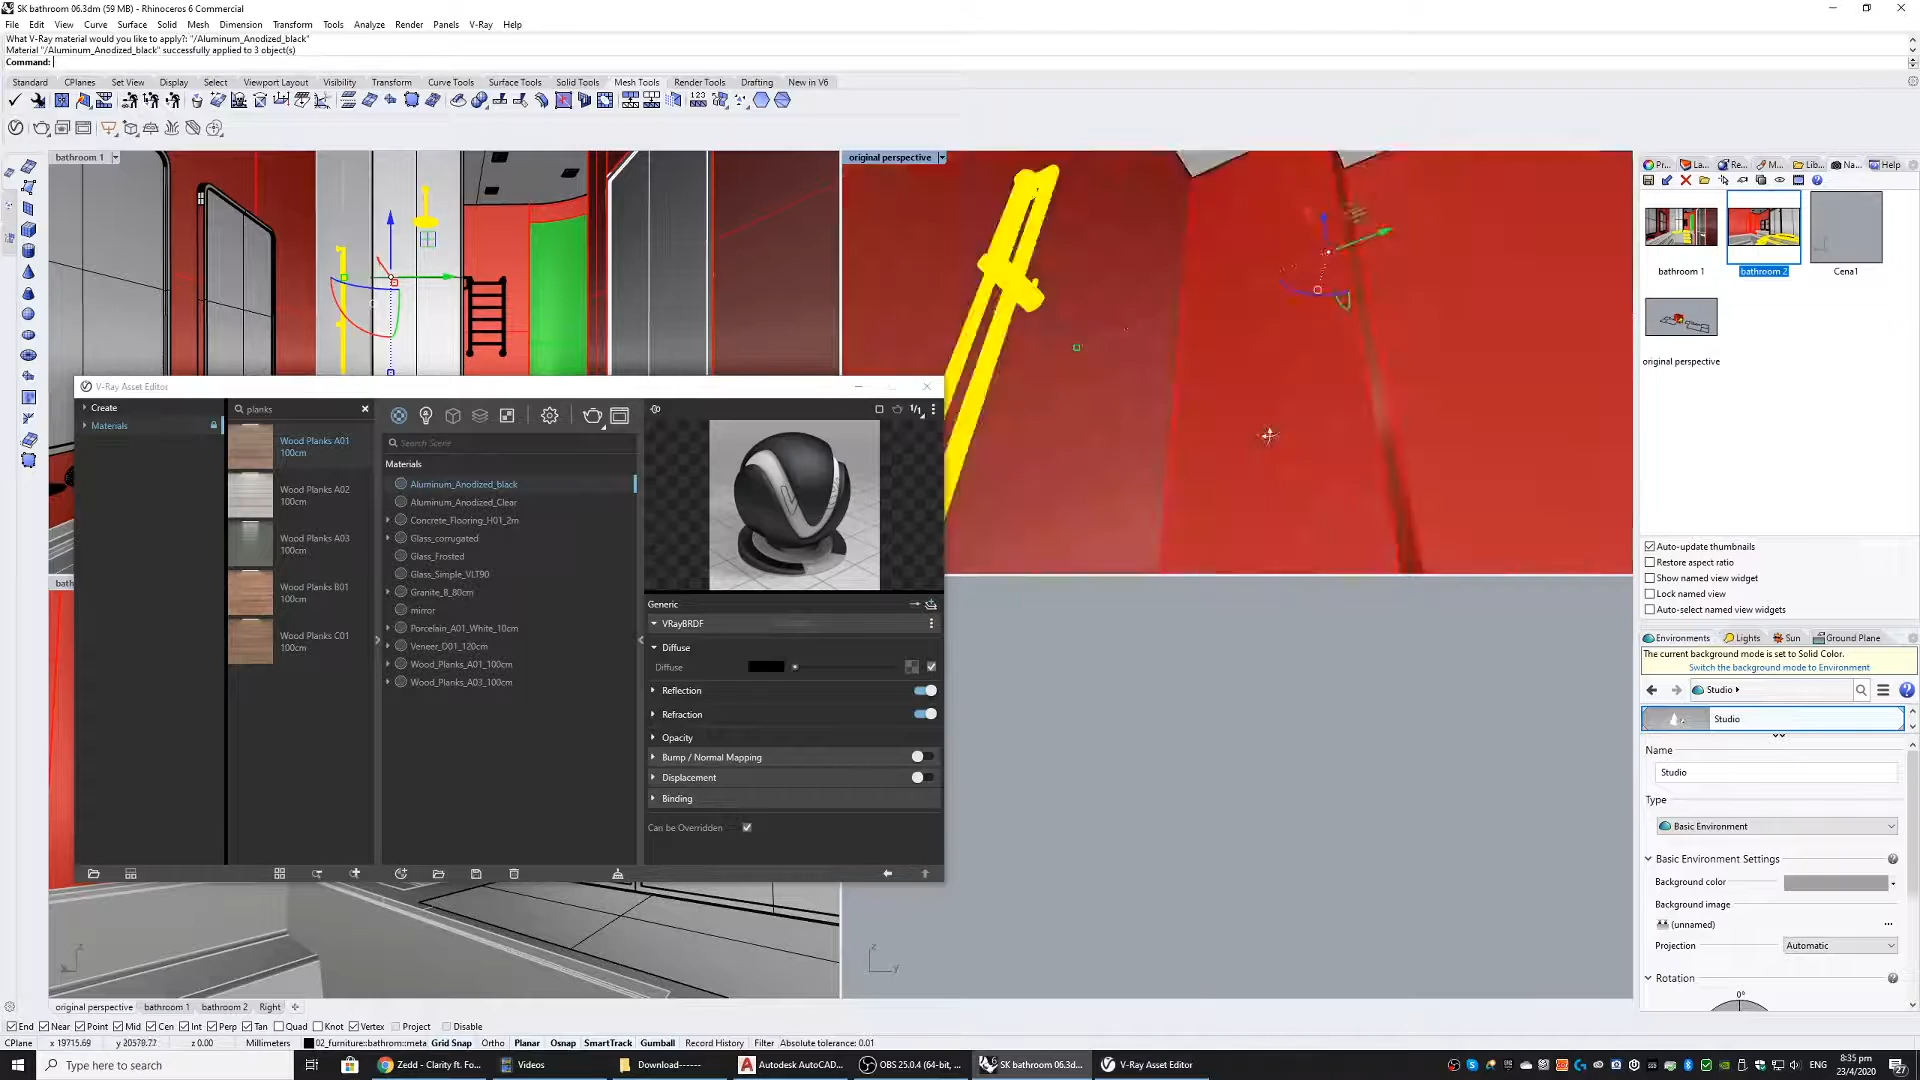 SK bathroom 06.3dm (59 MB) - Rhinoceros 6 Commercial
File Edit View Curve Surface Solid Mesh Dimension Transform Tools Analyze Render Panels V-Ray Help
What V-Ray material would you like to apply?: "/Aluminum_Anodized_black"
Material "/Aluminum_Anodized_black" successfully applied to 3 object(s)
Command:
Standard CPlanes Set View Display Select Viewport Layout Visibility Transform Curve Tools Surface Tools Solid Tools Mesh Tools Render Tools Drafting New in V6
bathroom 1
original perspective
Pr... La... Re... M... Lib... Na... Help
bathroom 1
bathroom 2
Cena1
original perspective
V-Ray Asset Editor
Create
Materials
planks
Wood Planks A01
100cm
Wood Planks A02
100cm
Wood Planks A03
100cm
Wood Planks B01
100cm
Wood Planks C01
100cm
Search Scene
Materials
Aluminum_Anodized_black
Aluminum_Anodized_Clear
Concrete_Flooring_H01_2m
Glass_corrugated
Glass_Frosted
Glass_Simple_VLT90
Granite_B_80cm
mirror
Porcelain_A01_White_10cm
Veneer_D01_120cm
Wood_Planks_A01_100cm
Wood_Planks_A03_100cm
1/1
Generic
VRayBRDF
Diffuse
Diffuse
Reflection
Refraction
Opacity
Bump / Normal Mapping
Displacement
Binding
Can be Overridden
bath
Auto-update thumbnails
Restore aspect ratio
Show named view widget
Lock named view
Auto-select named view widgets
Environments Lights Sun Ground Plane
The current background mode is set to Solid Color.
Switch the background mode to Environment
Studio
Studio
Name
Studio
Type
Basic Environment
Basic Environment Settings
Background color
Background image
(unnamed) ...
Projection Automatic
Rotation
0°
z
x
z
y
original perspective bathroom 1 bathroom 2 Right
End Near Point Mid Cen Int Perp Tan Quad Knot Vertex Project Disable
CPlane x 19715.69 y 20579.77 z 0.00 Millimeters 02_furniture::bathrom::meta Grid Snap Ortho Planar Osnap SmartTrack Gumball Record History Filter Absolute tolerance: 0.01
Type here to search
Zedd - Clarity ft. Fo...
Videos
Download------
Autodesk AutoCAD...
OBS 25.0.4 (64-bit, ...
SK bathroom 06.3d...
V-Ray Asset Editor
ENG
8:35 pm
23/4/2020
27